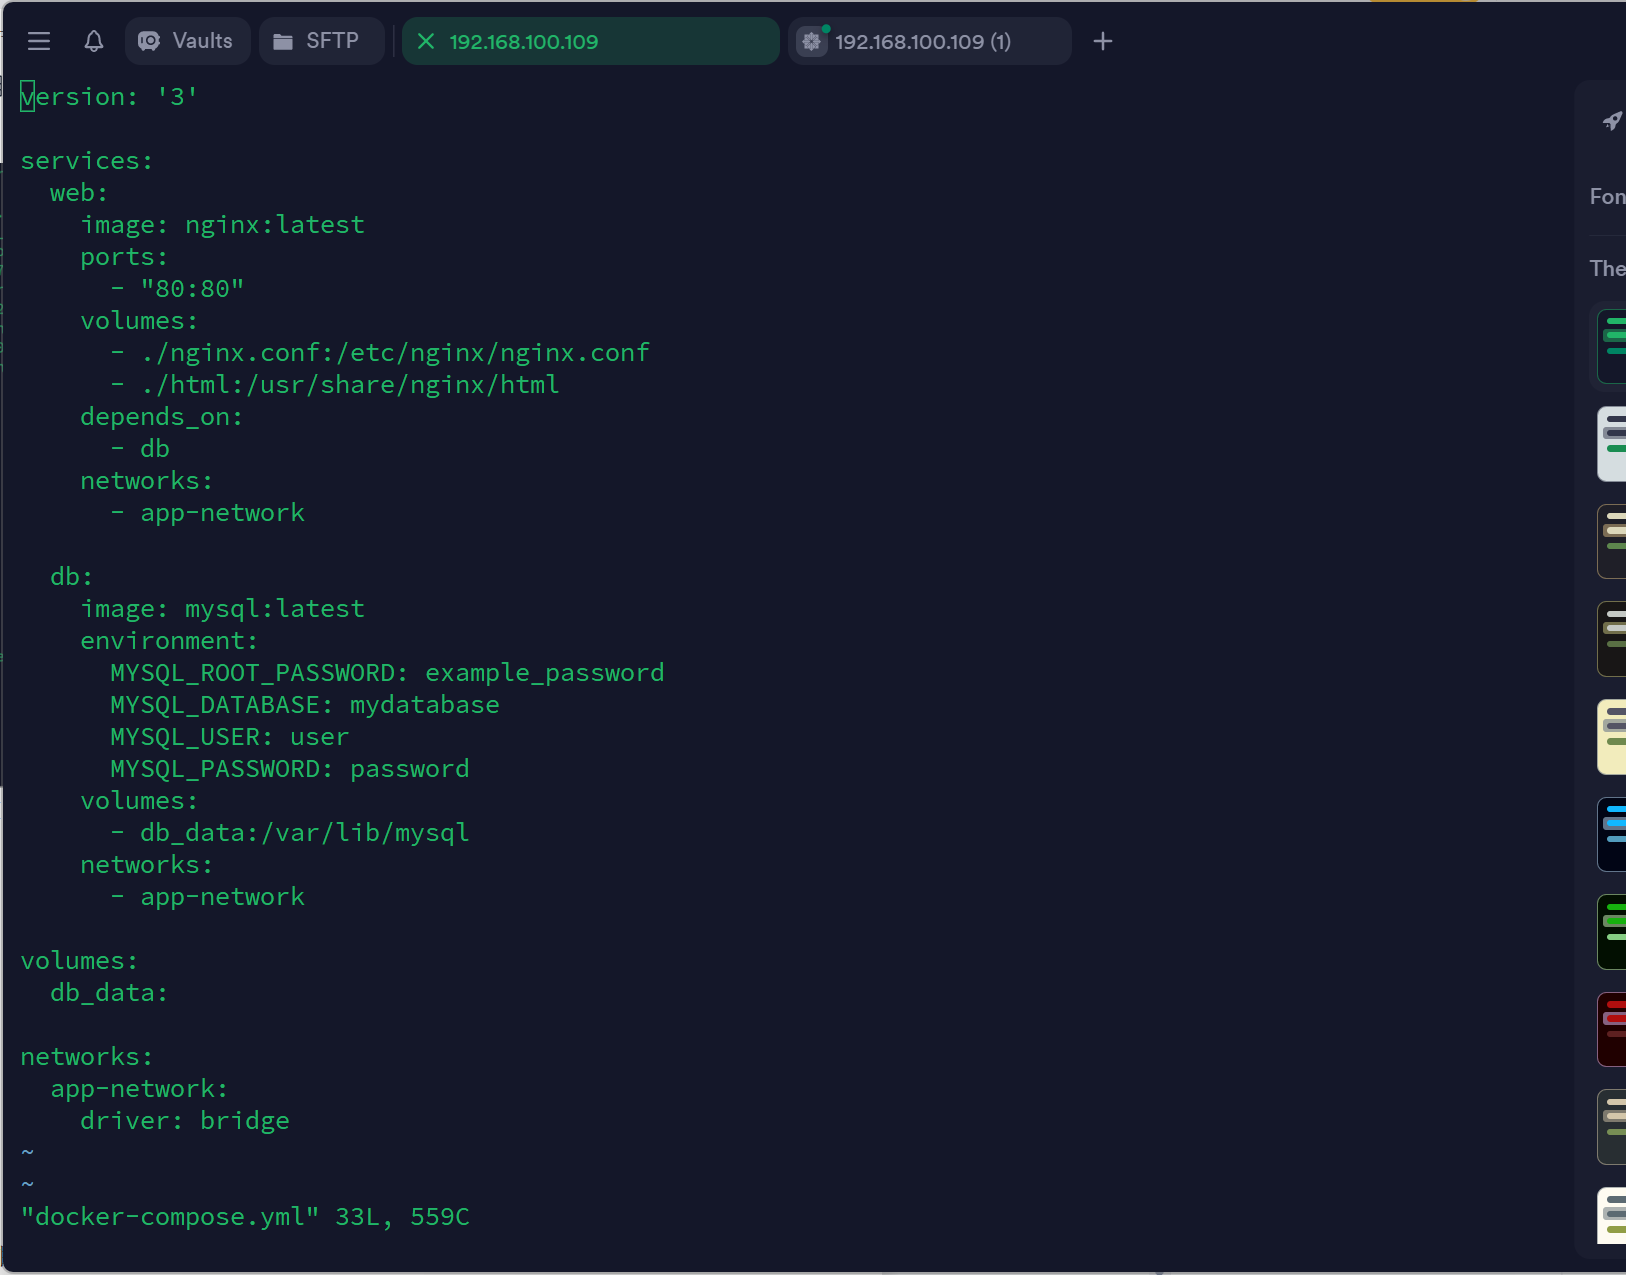 Vaults SFTP 192.168.100.109 192.168.100.109 (1)
version: '3'

services:
  web:
    image: nginx:latest
    ports:
      - "80:80"
    volumes:
      - ./nginx.conf:/etc/nginx/nginx.conf
      - ./html:/usr/share/nginx/html
    depends_on:
      - db
    networks:
      - app-network

  db:
    image: mysql:latest
    environment:
      MYSQL_ROOT_PASSWORD: example_password
      MYSQL_DATABASE: mydatabase
      MYSQL_USER: user
      MYSQL_PASSWORD: password
    volumes:
      - db_data:/var/lib/mysql
    networks:
      - app-network

volumes:
  db_data:

networks:
  app-network:
    driver: bridge
~
~
"docker-compose.yml" 33L, 559C
Fon
The